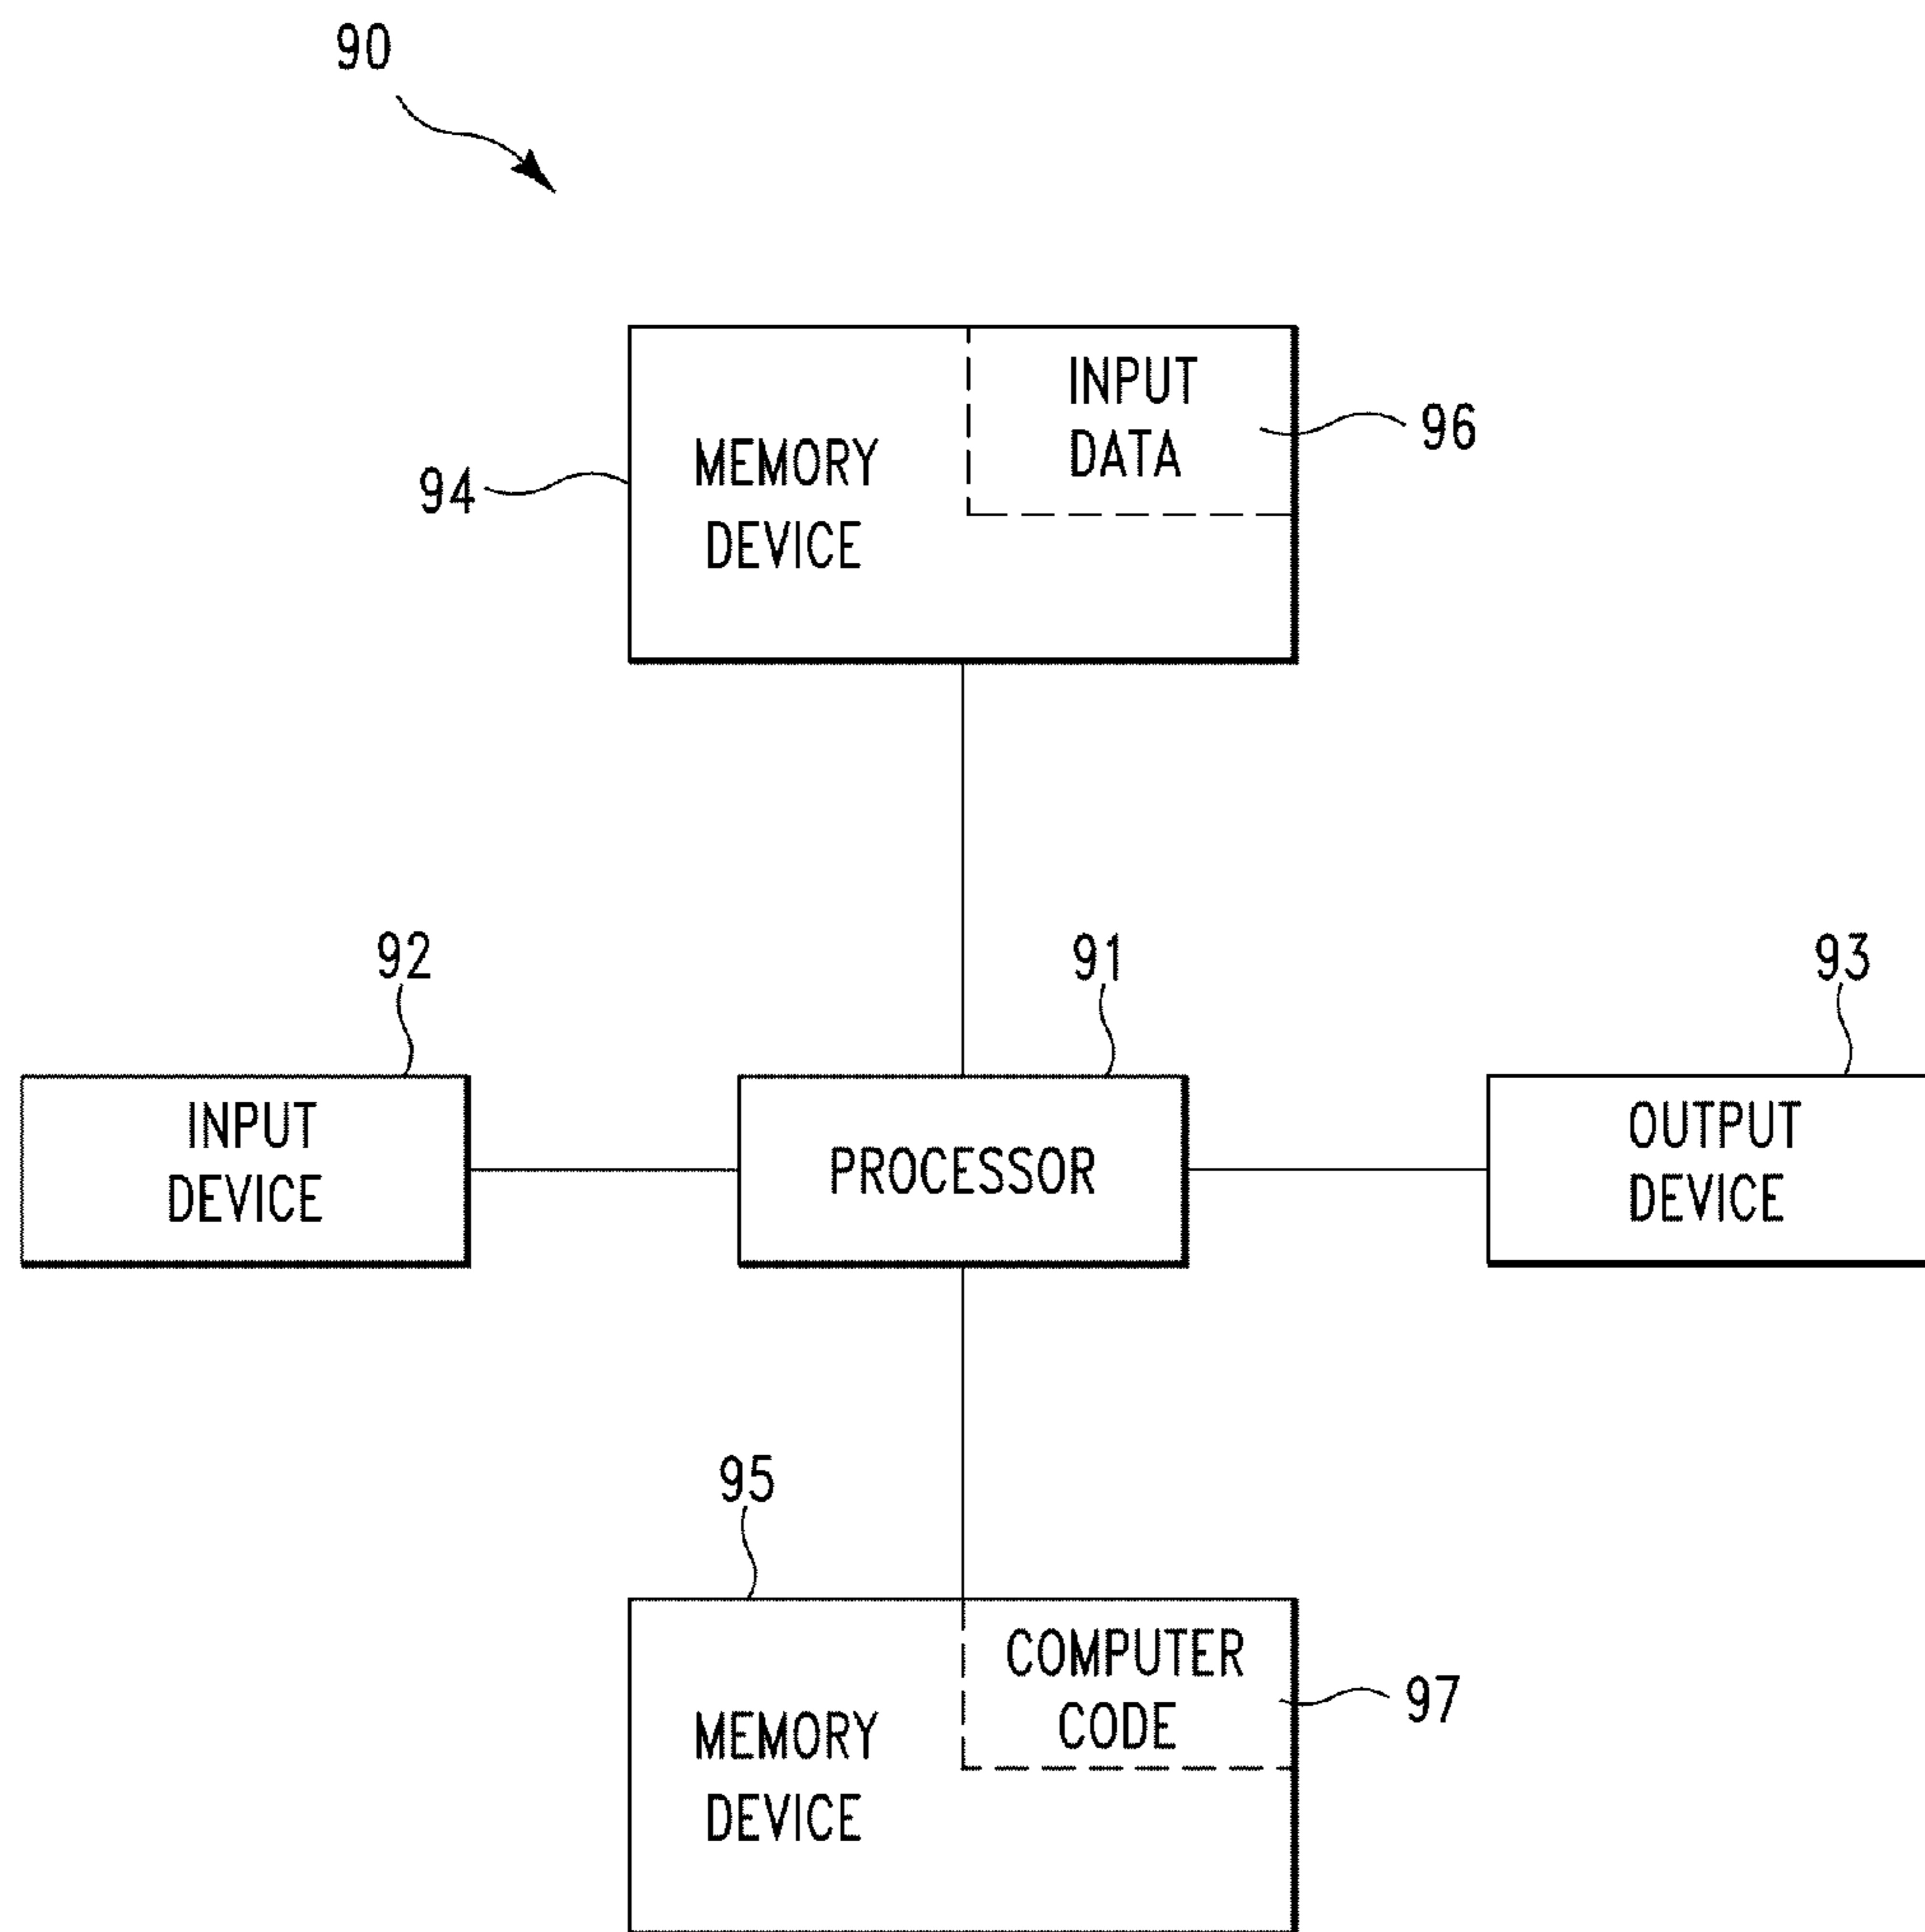 90
INPUT
DATA
96
MEMORY
DEVICE
94
92
91
93
INPUT
DEVICE
PROCESSOR
OUTPUT
DEVICE
95
COMPUTER
CODE
97
MEMORY
DEVICE